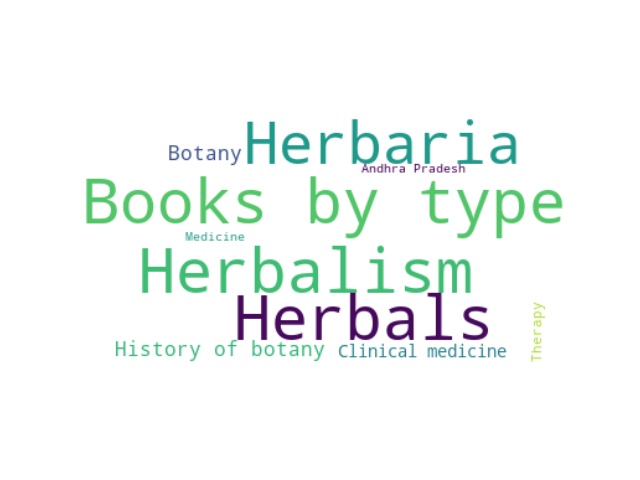 Herbaria
Botany
Andhra Pradesh
Books by type
Medicine
Herbalism
Herbals
Therapy
History of botany
Clinical medicine